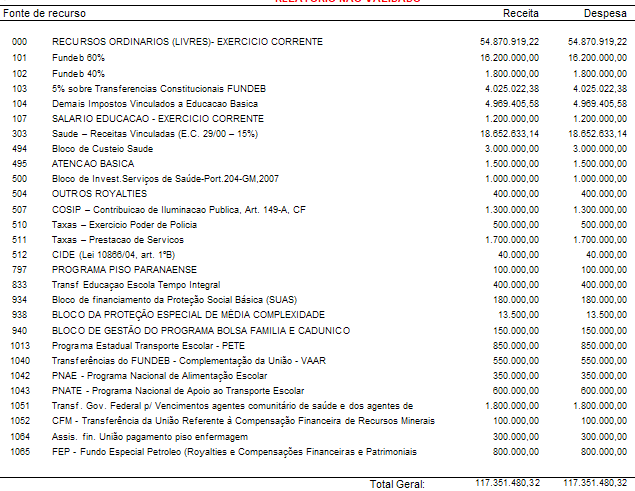 RELATÓRIO NÃO VALIDADO
Fonte de recurso Receita Despesa
000 RECURSOS ORDINARIOS (LIVRES)- EXERCICIO CORRENTE 54.870.919,22 54.870.919,22
101 Fundeb 60% 16.200.000,00 16.200.000,00
102 Fundeb 40% 1.800.000,00 1.800.000,00
103 5% sobre Transferencias Constitucionais FUNDEB 4.025.022,38 4.025.022,38
104 Demais Impostos Vinculados a Educacao Basica 4.969.405,58 4.969.405,58
107 SALARIO EDUCACAO - EXERCICIO CORRENTE 1.200.000,00 1.200.000,00
303 Saude – Receitas Vinculadas (E.C. 29/00 – 15%) 18.652.633,14 18.652.633,14
494 Bloco de Custeio Saude 3.000.000,00 3.000.000,00
495 ATENCAO BASICA 1.500.000,00 1.500.000,00
500 Bloco de Invest.Serviços de Saúde-Port.204-GM,2007 1.000.000,00 1.000.000,00
504 OUTROS ROYALTIES 400.000,00 400.000,00
507 COSIP – Contribuicao de Iluminacao Publica, Art. 149-A, CF 1.300.000,00 1.300.000,00
510 Taxas – Exercicio Poder de Policia 500.000,00 500.000,00
511 Taxas – Prestacao de Servicos 1.700.000,00 1.700.000,00
512 CIDE (Lei 10866/04, art. 1ºB) 40.000,00 40.000,00
797 PROGRAMA PISO PARANAENSE 100.000,00 100.000,00
833 Transf Educaçao Escola Tempo Integral 400.000,00 400.000,00
934 Bloco de financiamento da Proteção Social Básica (SUAS) 180.000,00 180.000,00
938 BLOCO DA PROTEÇÃO ESPECIAL DE MÉDIA COMPLEXIDADE 13.500,00 13.500,00
940 BLOCO DE GESTÃO DO PROGRAMA BOLSA FAMILIA E CADUNICO 150.000,00 150.000,00
1013 Programa Estadual Transporte Escolar - PETE 850.000,00 850.000,00
1040 Transferências do FUNDEB - Complementação da União - VAAR 550.000,00 550.000,00
1042 PNAE - Programa Nacional de Alimentação Escolar 350.000,00 350.000,00
1043 PNATE - Programa Nacional de Apoio ao Transporte Escolar 600.000,00 600.000,00
1051 Transf. Gov. Federal p/ Vencimentos agentes comunitário de saúde e dos agentes de 1.800.000,00 1.800.000,00
1052 CFM - Transferência da União Referente à Compensação Financeira de Recursos Minerais 100.000,00 100.000,00
1064 Assis. fin. União pagamento piso enfermagem 300.000,00 300.000,00
1065 FEP - Fundo Especial Petroleo (Royalties e Compensações Financeiras e Patrimoniais 800.000,00 800.000,00
Total Geral: 117.351.480,32 117.351.480,32